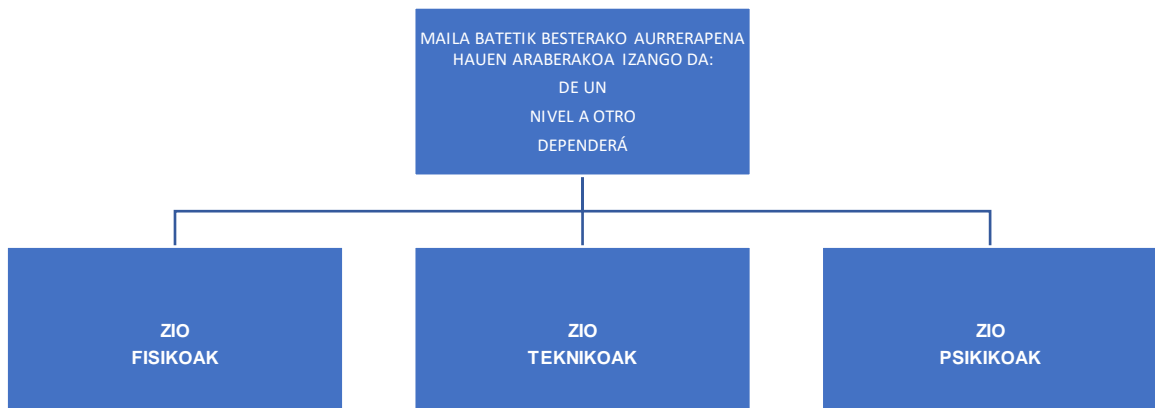 MAILA BATETIK BESTERAKO AURRERAPENA
HAUEN ARABERAKOA IZANGO DA:
DE UN
NIVEL A OTRO
DEPENDERÁ
ZIO
FISIKOAK
ZIO
TEKNIKOAK
ZIO
PSIKIKOAK